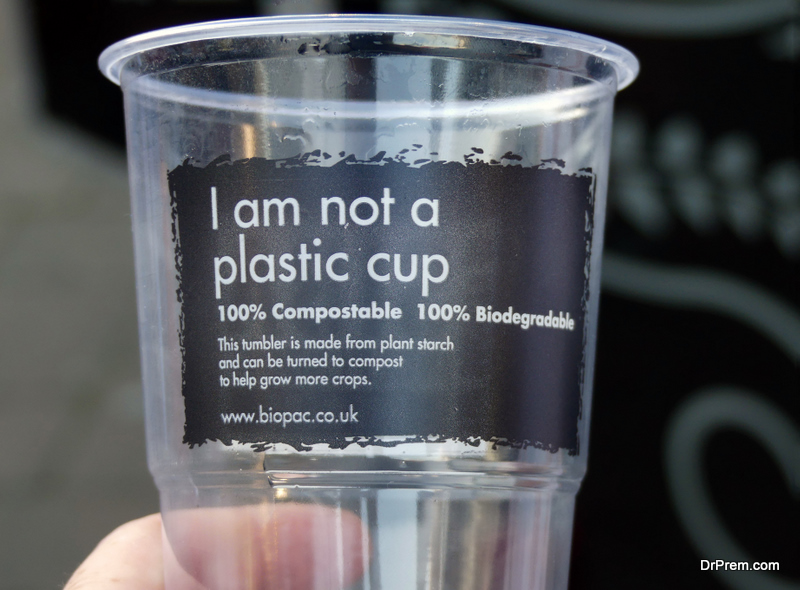 I am not a
plastic cup
100% Compostable 100% Biodegradable
This tumbler is made from plant starch
and can be turned to compost
to help grow more crops.
www.biopac.co.uk
DrPrem.com